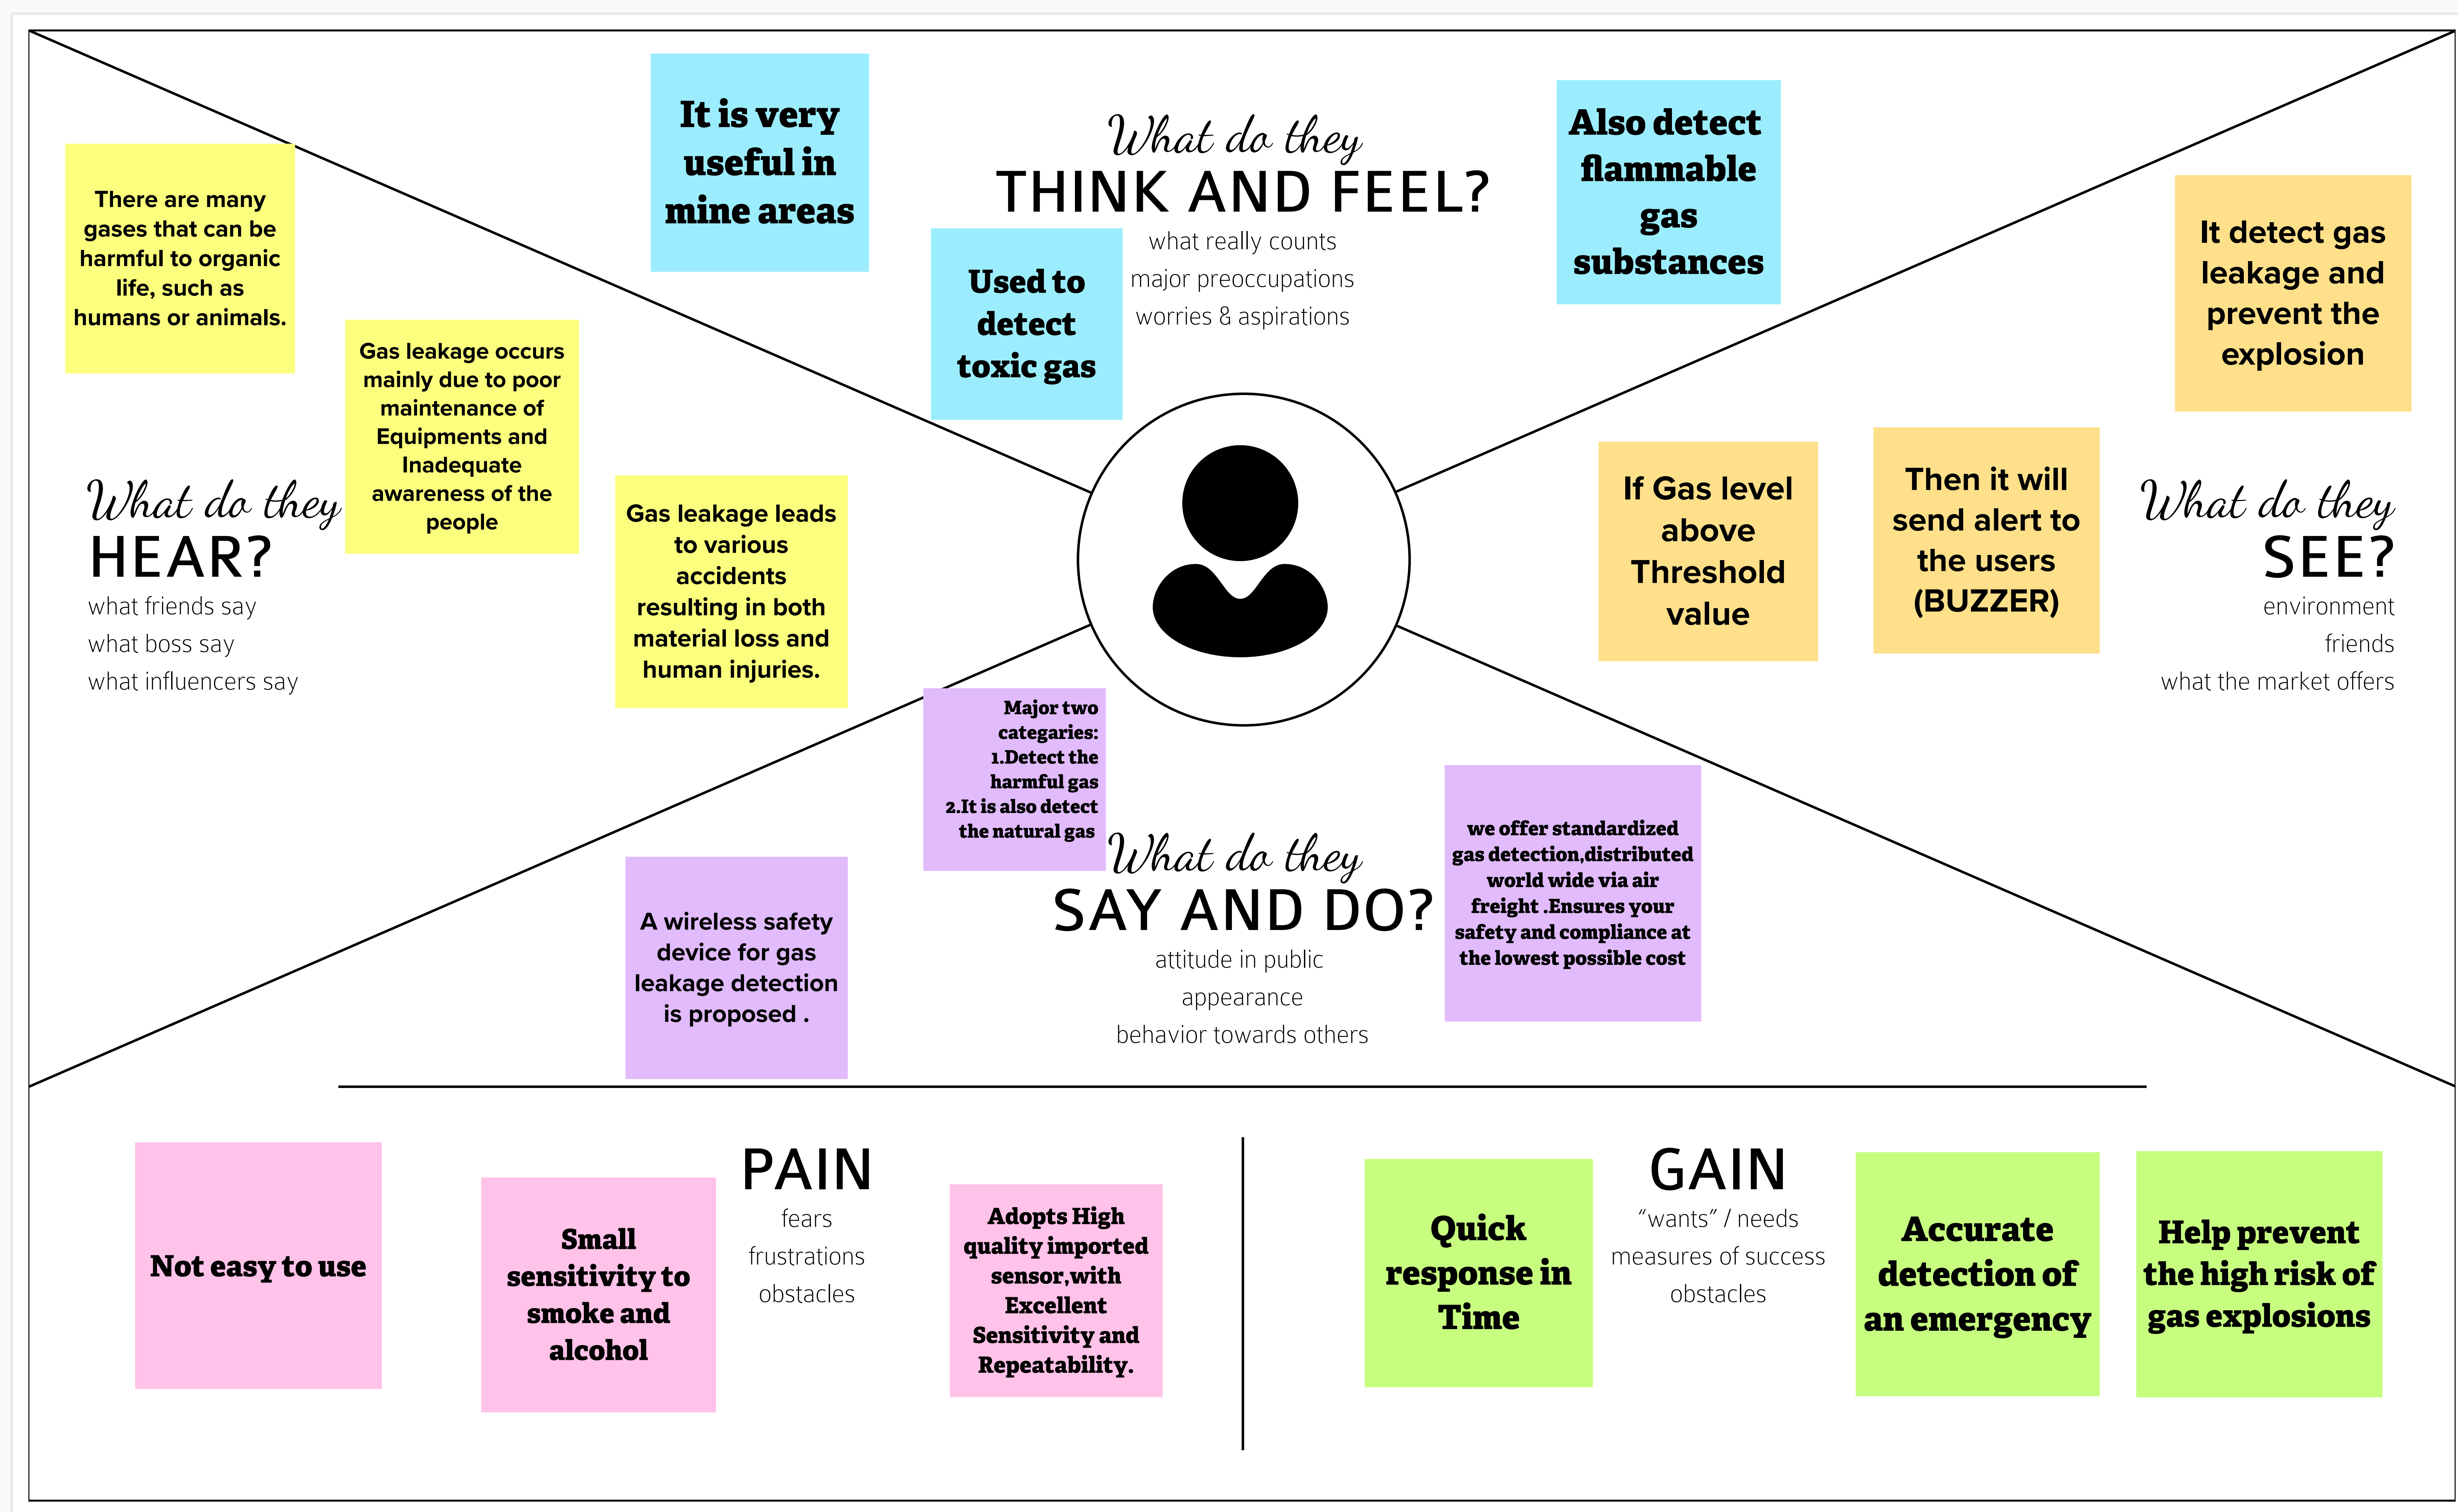 It is very
useful in
mine areas
What do they
THINK AND FEEL?
what really counts
major preoccupations
worries & aspirations
Used to
detect
toxic gas
Also detect
flammable
gas
substances
There are many
gases that can be
harmful to organic
life, such as
humans or animals.
Gas leakage occurs
mainly due to poor
maintenance of
Equipments and
Inadequate
awareness of the
people
Gas leakage leads
to various
accidents
resulting in both
material loss and
human injuries.
What do they
HEAR?
what friends say
what boss say
what influencers say
It detect gas
leakage and
prevent the
explosion
If Gas level
above
Threshold
value
Then it will
send alert to
the users
(BUZZER)
What do they
SEE?
environment
friends
what the market offers
Major two
categaries:
1.Detect the
harmful gas
2.It is also detect
the natural gas
A wireless safety
device for gas
leakage detection
is proposed .
What do they
SAY AND DO?
attitude in public
appearance
behavior towards others
we offer standardized
gas detection,distributed
world wide via air
freight .Ensures your
safety and compliance at
the lowest possible cost
Not easy to use
Small
sensitivity to
smoke and
alcohol
PAIN
fears
frustrations
obstacles
Adopts High
quality imported
sensor,with
Excellent
Sensitivity and
Repeatability.
Quick
response in
Time
GAIN
“wants” / needs
measures of success
obstacles
Accurate
detection of
an emergency
Help prevent
the high risk of
gas explosions